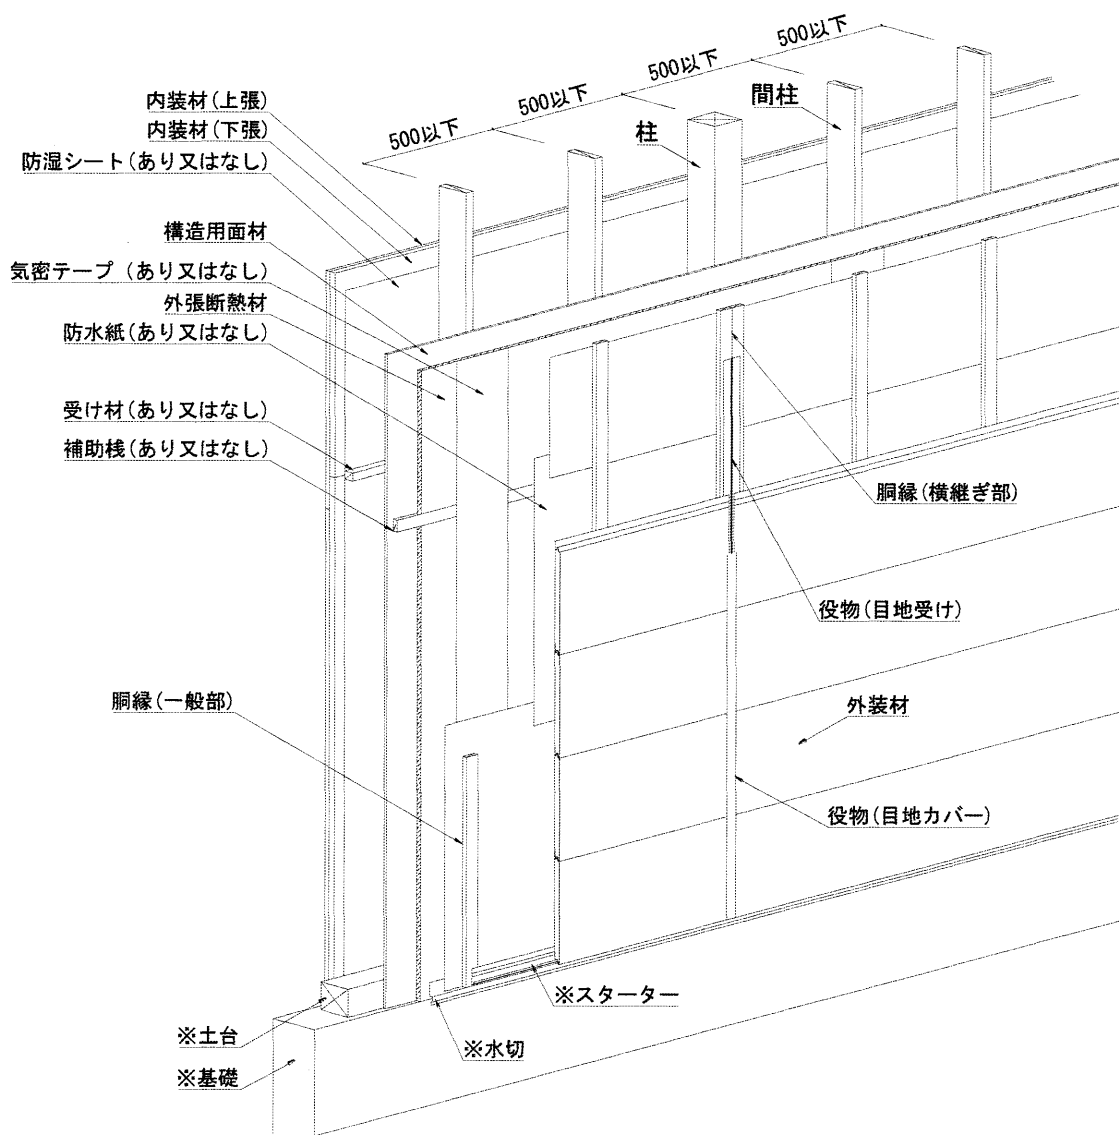 500以下
500以下
500以下
500以下
内装材(上張)
内装材(下張)
防湿シート(あり又はなし)
間柱
柱
構造用面材
気密テープ (あり又はなし)
外張断熱材
防水紙(あり又はなし)
受け材(あり又はなし)
補助桟(あり又はなし)
胴縁(横継ぎ部)
役物(目地受け)
胴縁(一般部)
外装材
役物(目地カバー)
※スターター
※土台
※水切
※基礎